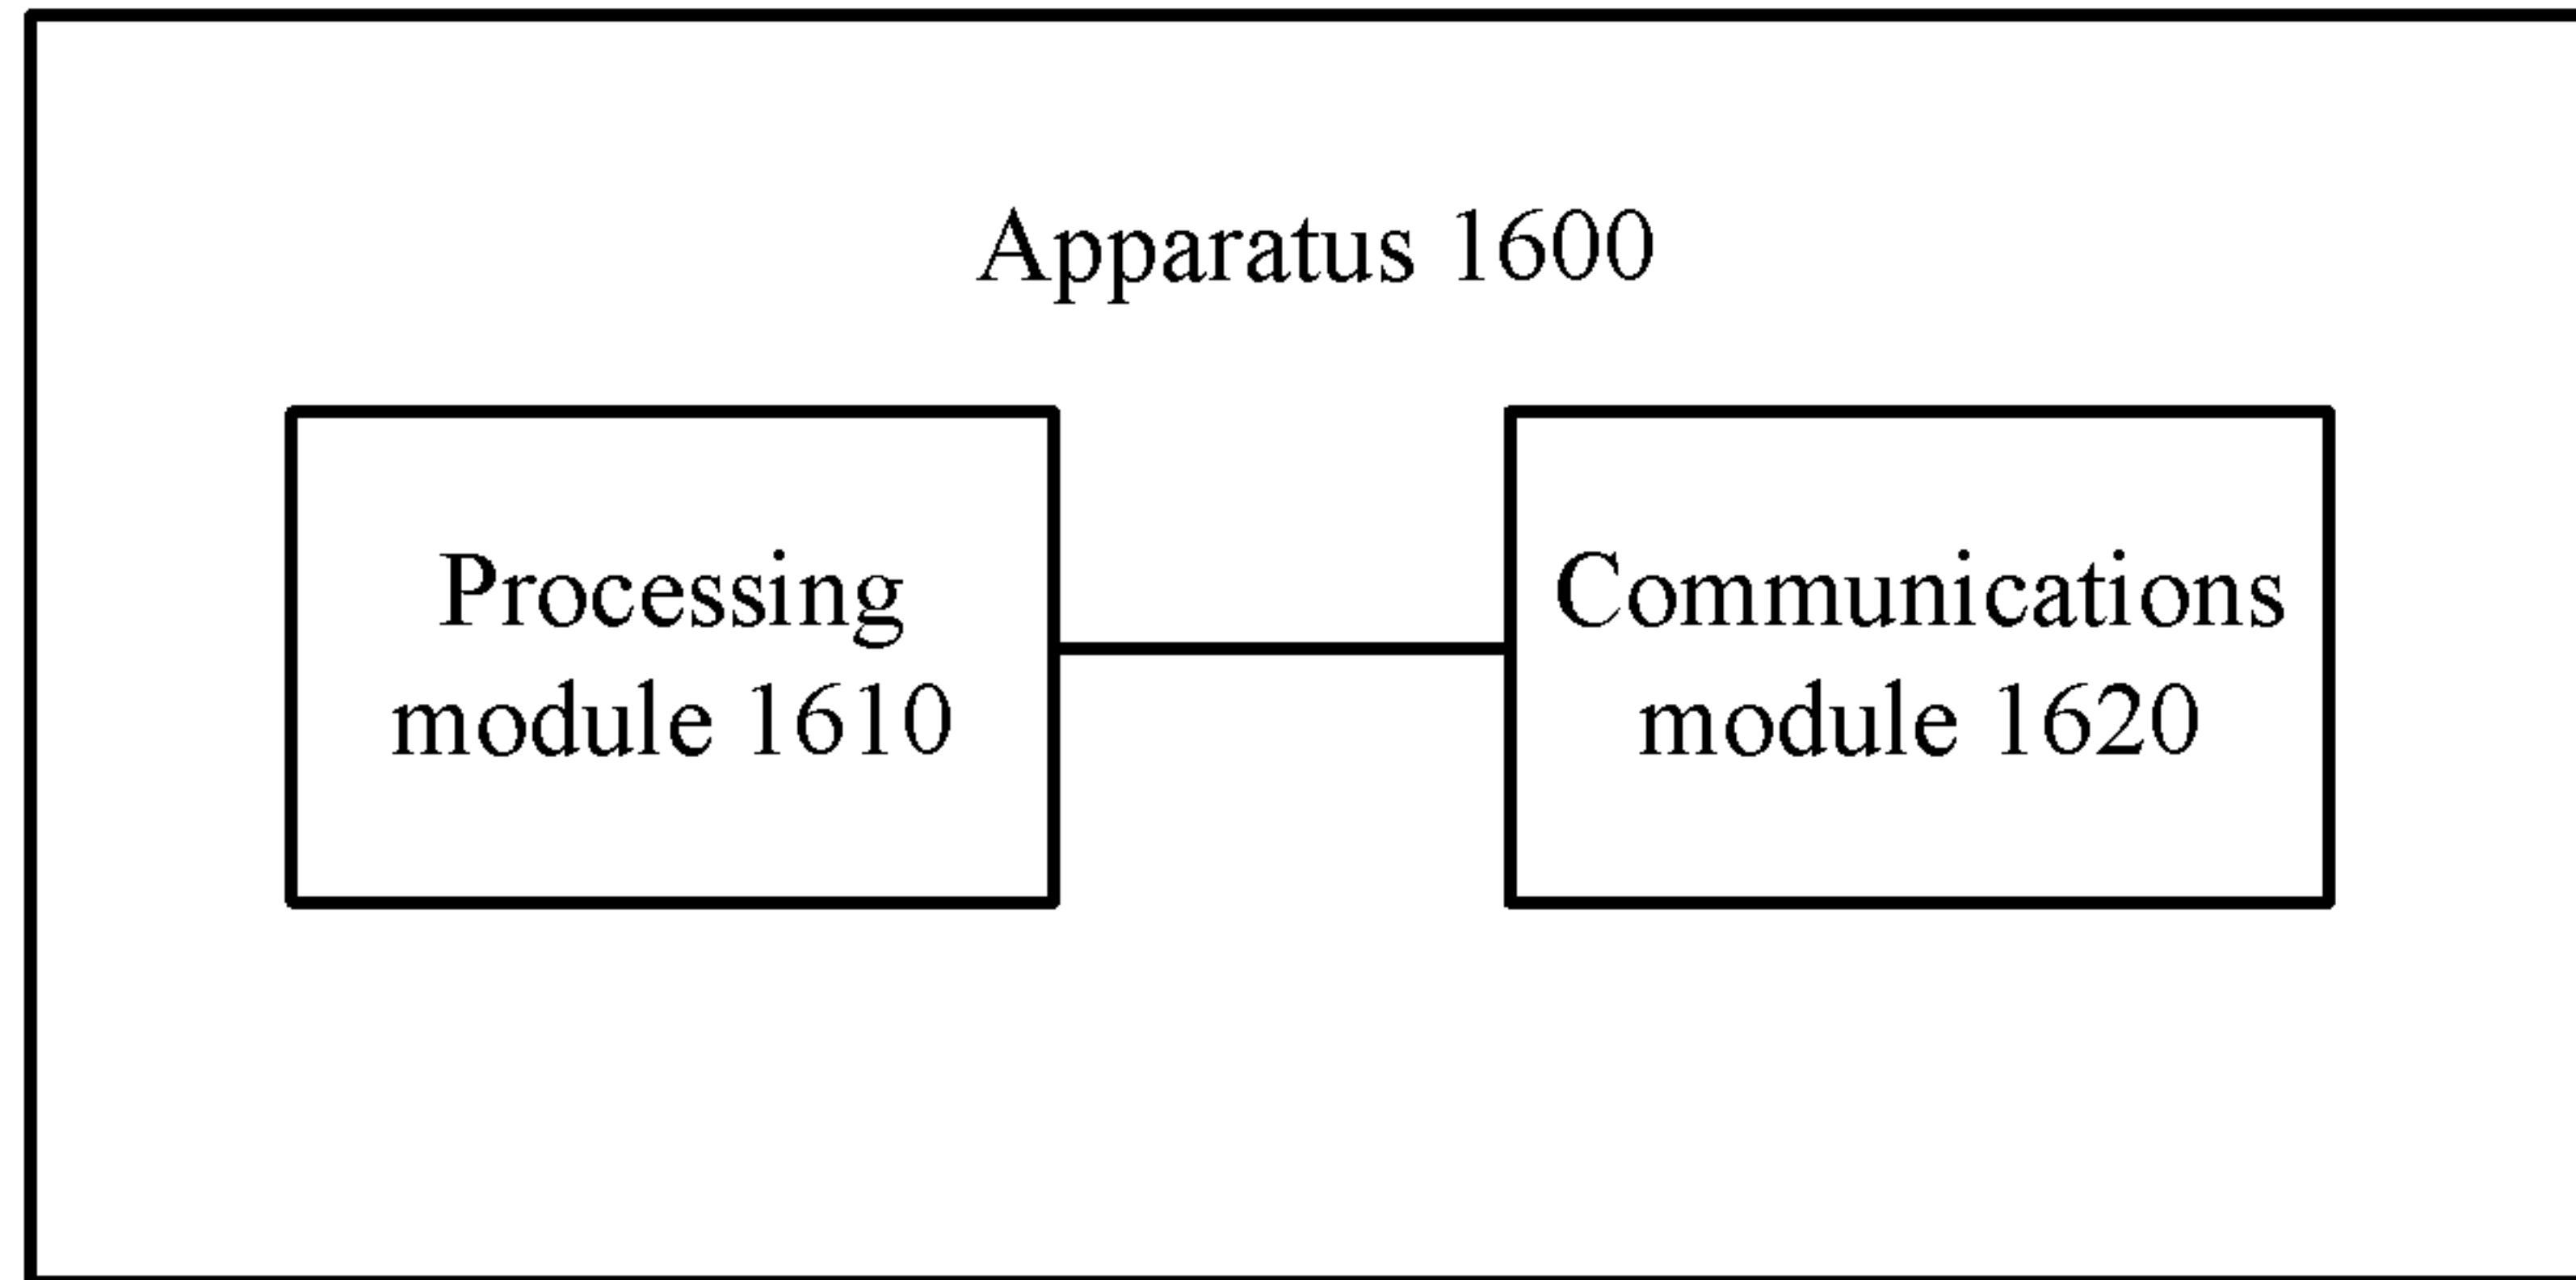 Apparatus 1600
Processing
module 1610
Communications
module 1620